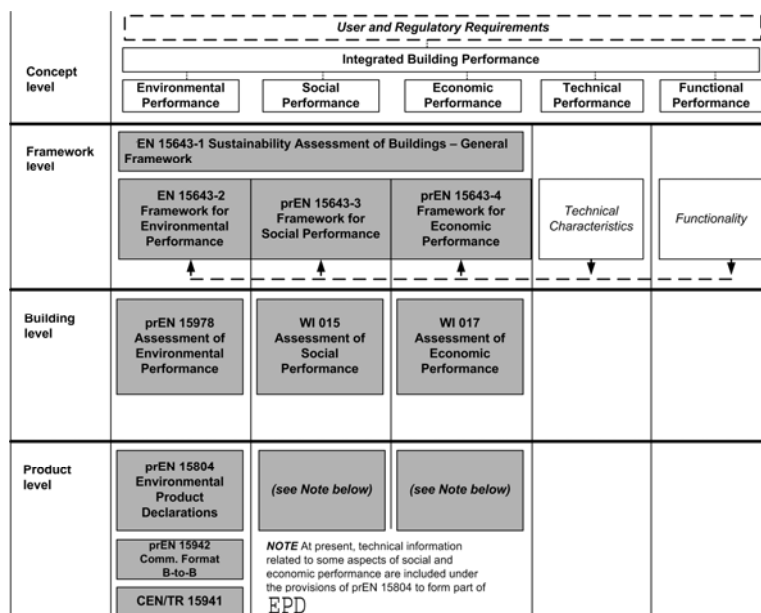 User and Regulatory Requirements
Integrated Building Performance
Concept
level
Environmental
Performance
Social
Performance
Economic
Performance
Technical
Performance
Functional
Performance
Framework
level
EN 15643-1 Sustainability Assessment of Buildings – General
Framework
EN 15643-2
Framework for
Environmental
Performance
prEN 15643-3
Framework for
Social Performance
prEN 15643-4
Framework for
Economic
Performance
Technical
Characteristics
Functionality
Building
level
prEN 15978
Assessment of
Environmental
Performance
WI 015
Assessment of
Social
Performance
WI 017
Assessment of
Economic
Performance
Product
level
prEN 15804
Environmental
Product
Declarations
(see Note below)
(see Note below)
prEN 15942
Comm. Format
B-to-B
CEN/TR 15941
NOTE At present, technical information
related to some aspects of social and
economic performance are included under
the provisions of prEN 15804 to form part of
EPD